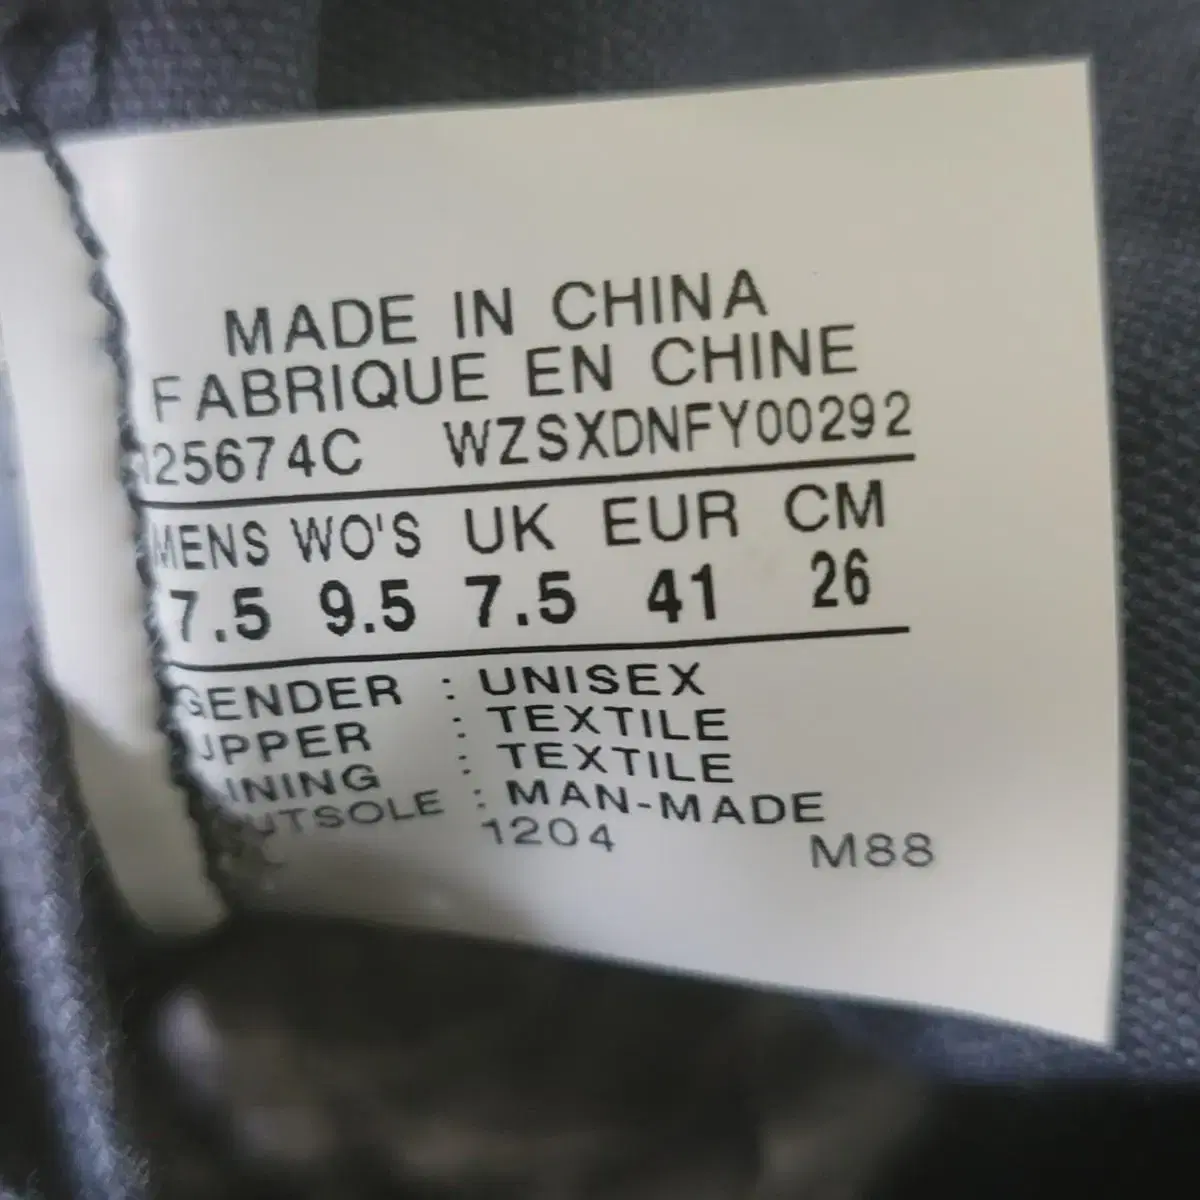 MADE IN CHINA
FABRIQUE EN CHINE
125674C WZSXDNFY00292
MENS WO'S UK EUR CM
7.5 9.5 7.5 41 26
GENDER : UNISEX
UPPER : TEXTILE
LINING : TEXTILE
OUTSOLE : MAN-MADE
1204 M88